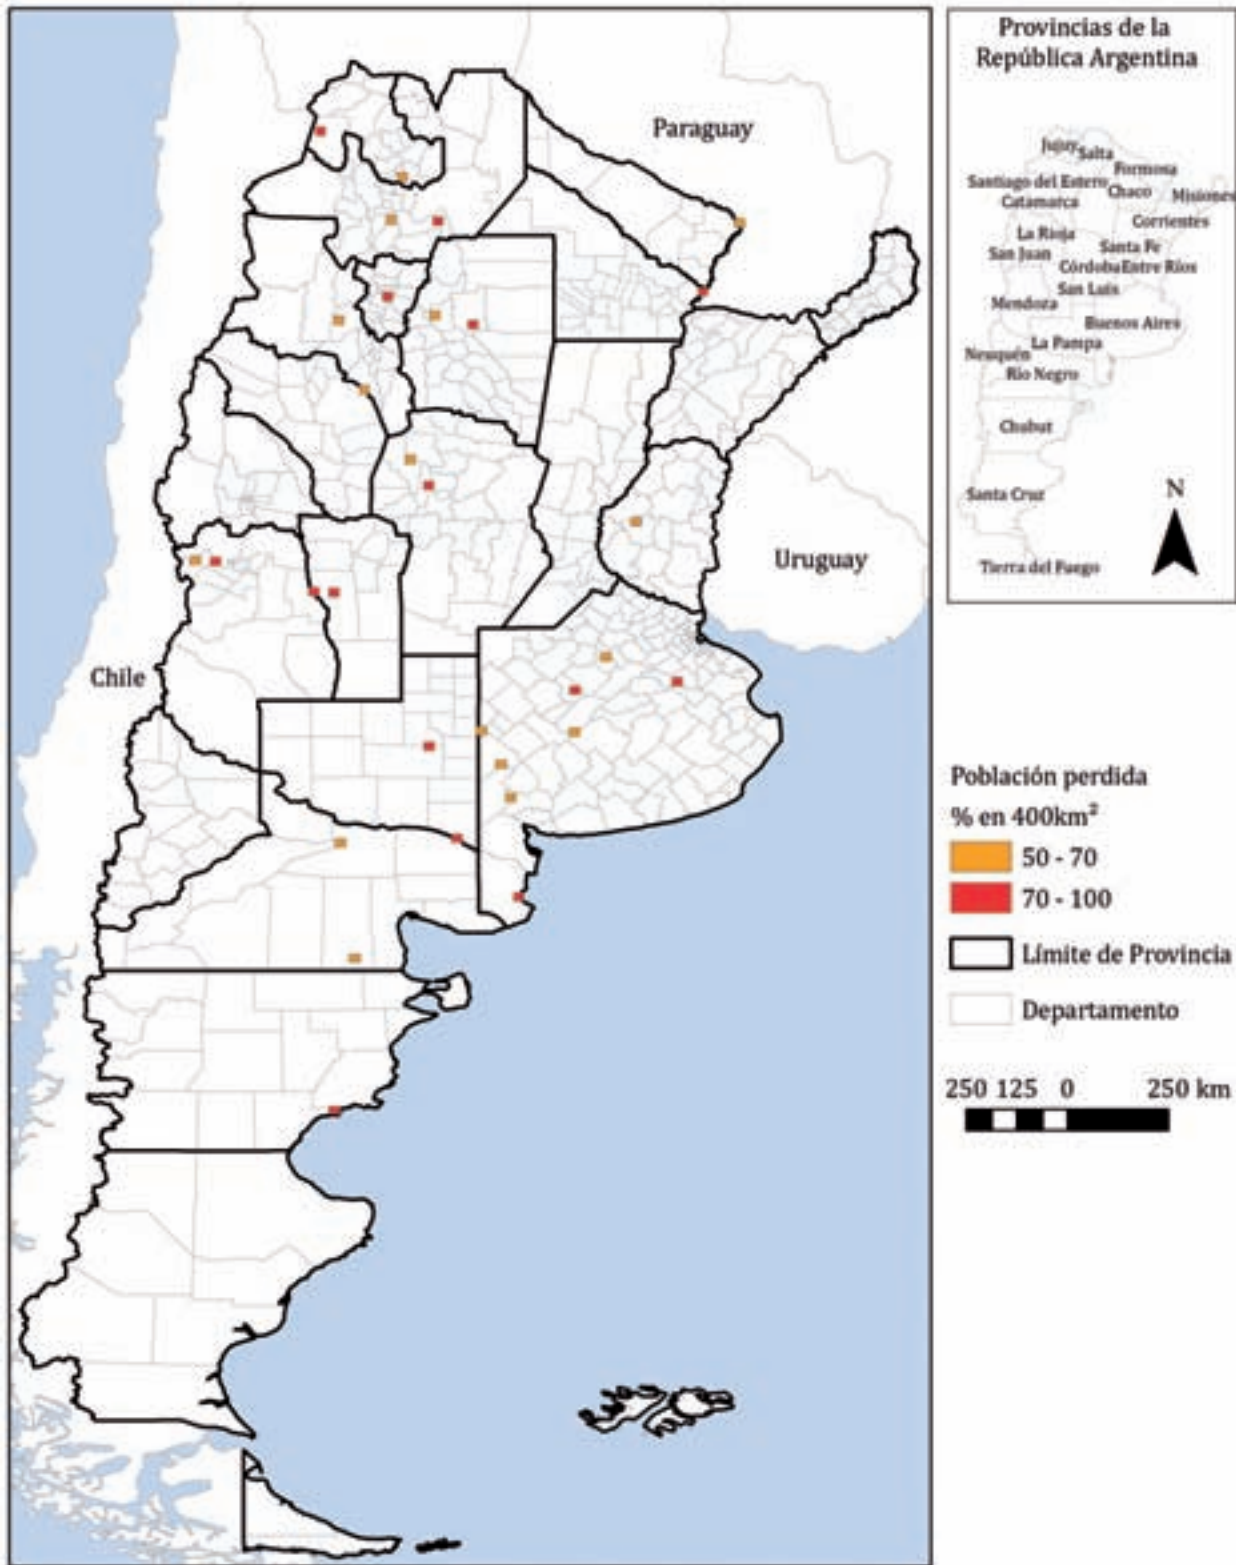 Paraguay
Uruguay
Chile
Provincias de la
República Argentina
Jujuy
Salta
Formosa
Santiago del Estero
Chaco
Misiones
Catamarca
Corrientes
La Rioja
Santa Fe
San Juan
Córdoba
Entre Ríos
San Luis
Mendoza
Buenos Aires
La Pampa
Neuquén
Río Negro
Chubut
Santa Cruz
Tierra del Fuego
N
Población perdida
% en 400km²
50 - 70
70 - 100
Límite de Provincia
Departamento
250 125 0 250 km